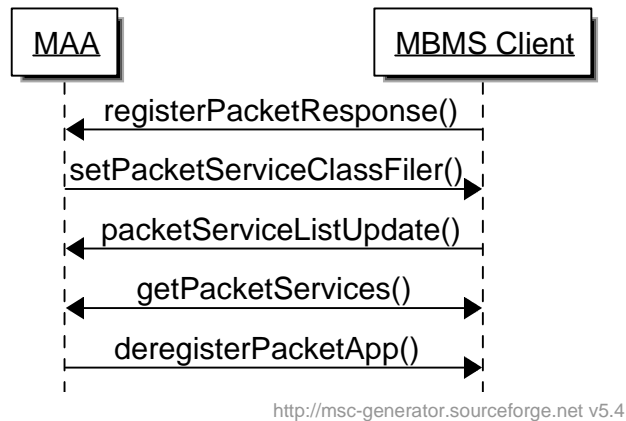 MAA
MBMS Client
registerPacketResponse()
setPacketServiceClassFiler()
packetServiceListUpdate()
getPacketServices()
deregisterPacketApp()
http://msc-generator.sourceforge.net v5.4